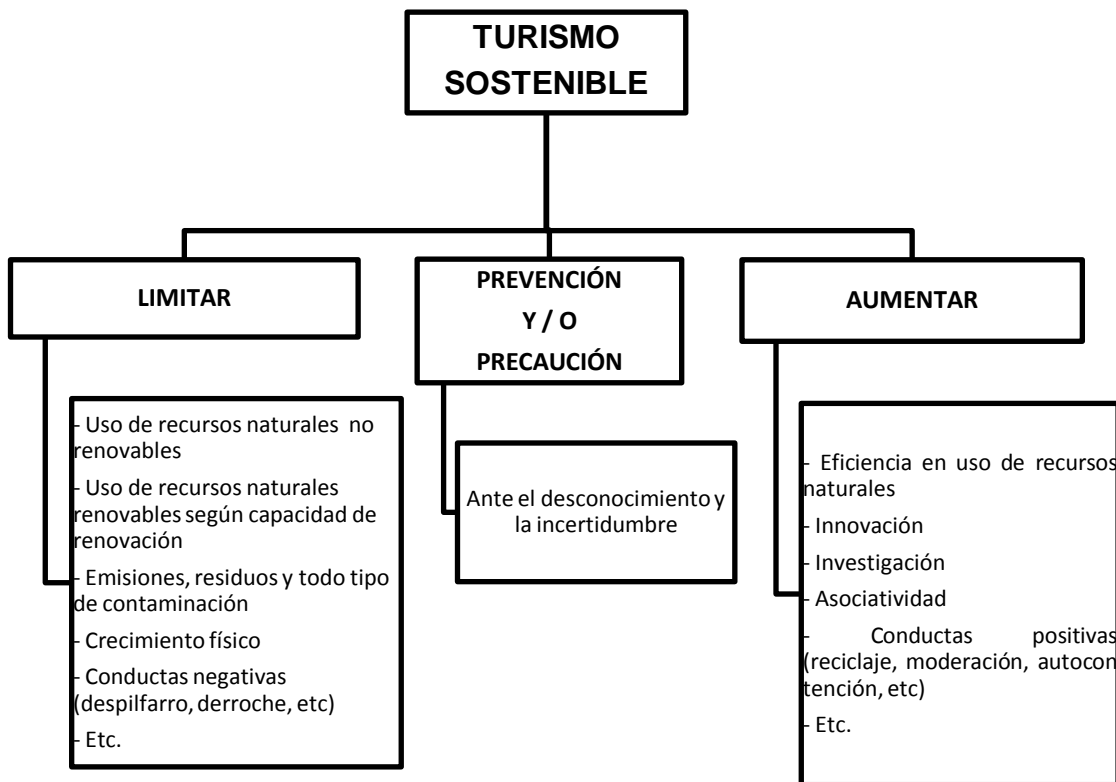 TURISMO
SOSTENIBLE
LIMITAR
- Uso de recursos naturales no
renovables
- Uso de recursos naturales
renovables según capacidad de
renovación
- Emisiones, residuos y todo tipo
de contaminación
- Crecimiento físico
- Conductas negativas
(despilfarro, derroche, etc)
- Etc.
PREVENCIÓN
Y / O
PRECAUCIÓN
Ante el desconocimiento y
la incertidumbre
AUMENTAR
- Eficiencia en uso de recursos
naturales
- Innovación
- Investigación
- Asociatividad
- Conductas positivas
(reciclaje, moderación, autocon
tención, etc)
- Etc.